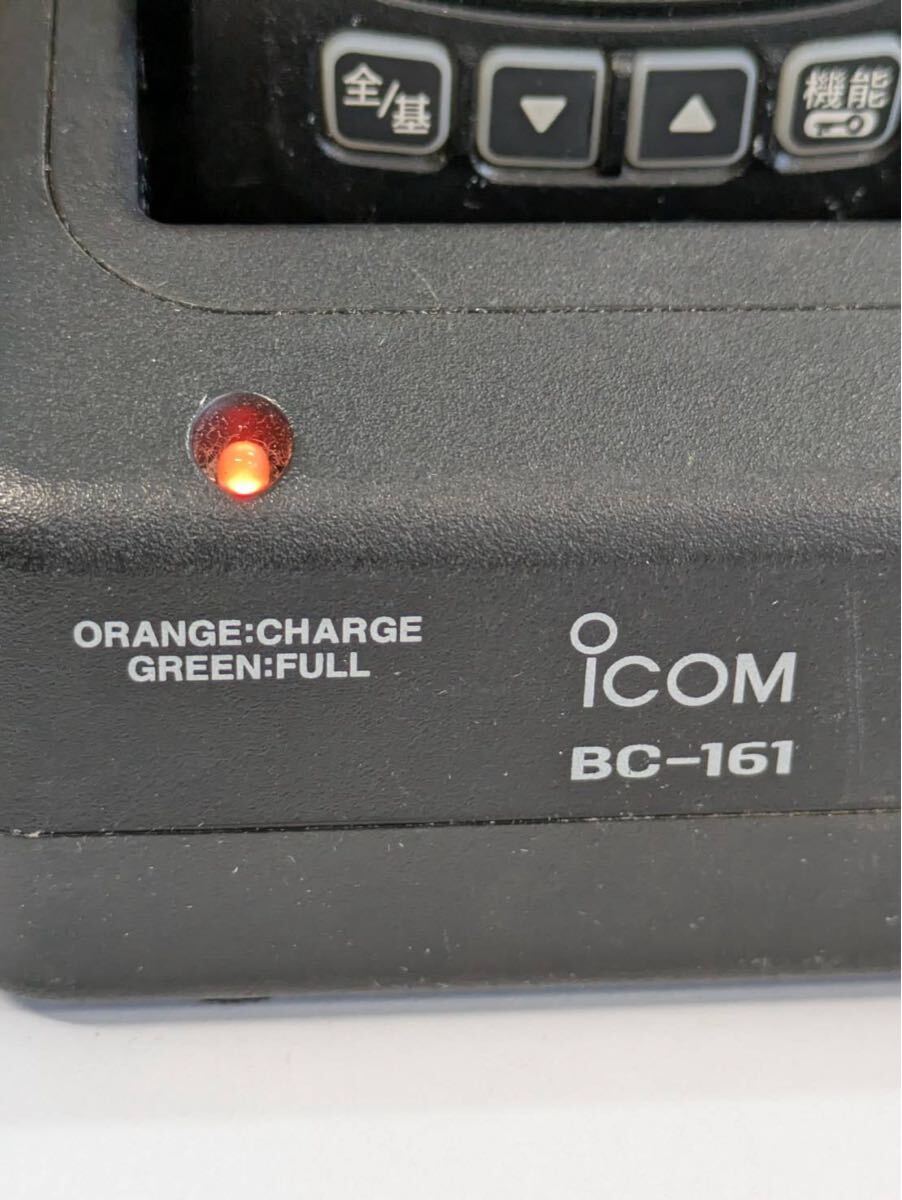 全/基 ▼ ▲ 機能
ORANGE:CHARGE
GREEN:FULL
iCOM
BC-161